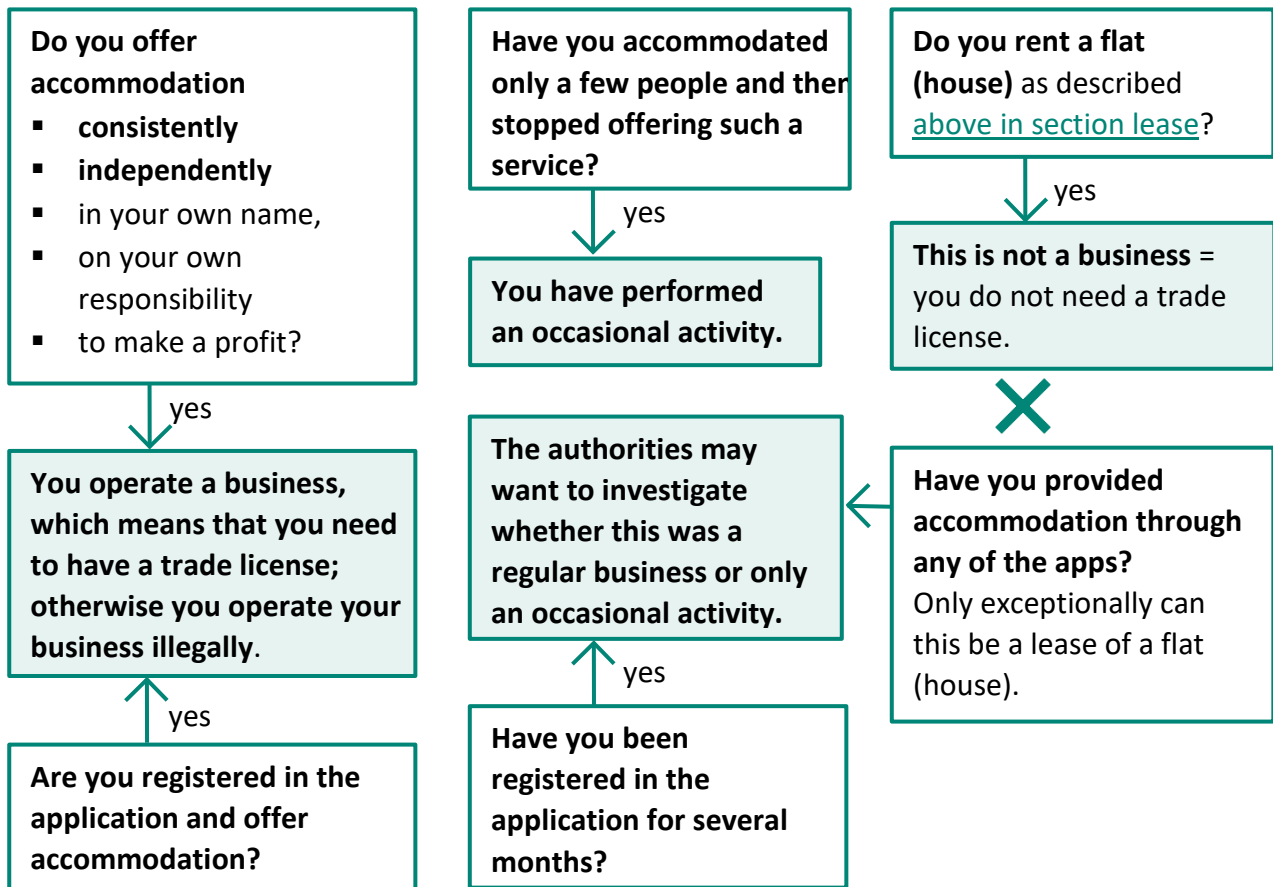 Do you offer
accommodation
▪ consistently
▪ independently
▪ in your own name,
▪ on your own
responsibility
▪ to make a profit?
yes
You operate a business,
which means that you need
to have a trade license;
otherwise you operate your
business illegally.
yes
Are you registered in the
application and offer
accommodation?
Have you accommodated
only a few people and then
stopped offering such a
service?
yes
You have performed
an occasional activity.
The authorities may
want to investigate
whether this was a
regular business or only
an occasional activity.
yes
Have you been
registered in the
application for several
months?
Do you rent a flat
(house) as described
above in section lease?
yes
This is not a business =
you do not need a trade
license.
Have you provided
accommodation through
any of the apps?
Only exceptionally can
this be a lease of a flat
(house).